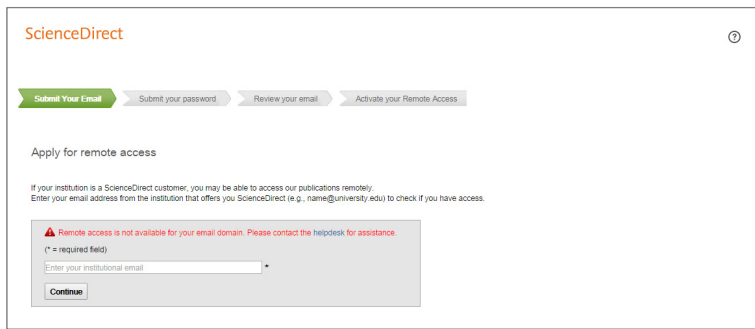 ScienceDirect
?
Submit Your Email
Submit your password
Review your email
Activate your Remote Access
Apply for remote access
If your institution is a ScienceDirect customer, you may be able to access our publications remotely.
Enter your email address from the institution that offers you ScienceDirect (e.g., name@university.edu) to check if you have access.
Remote access is not available for your email domain. Please contact the helpdesk for assistance.
(* = required field)
Enter your institutional email *
Continue